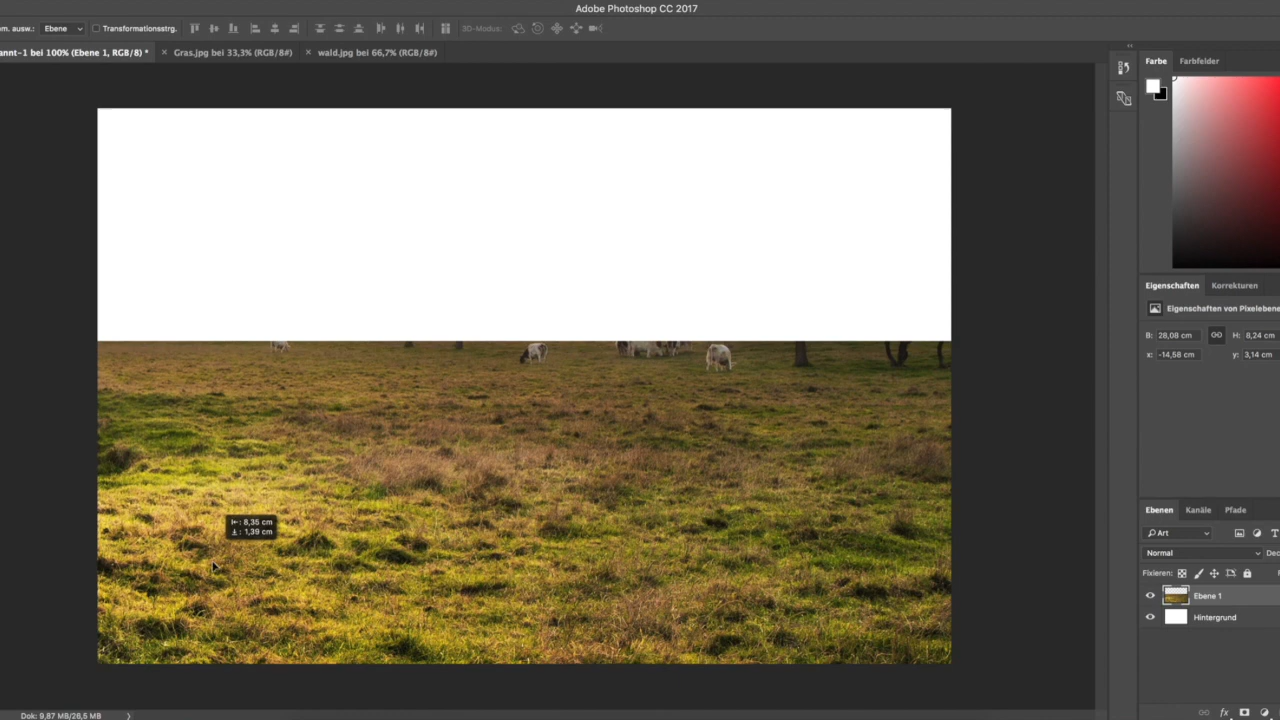 Adobe Photoshop CC 2017
om. ausw.: Ebene Transformationsstrg. 3D-Modus:
annt-1 bei 100% (Ebene 1, RGB/8) * × Gras.jpg bei 33,3% (RGB/8#) × wald.jpg bei 66,7% (RGB/8#)
Farbe Farbfelder
Eigenschaften Korrekturen
Eigenschaften von Pixelebene
B: 28,08 cm H: 8,24 cm
x: -14,58 cm y: 3,14 cm
: 8,35 cm
: 1,39 cm
Ebenen Kanäle Pfade
Art
Normal Dec
Fixieren:
Ebene 1
Hintergrund
fx
Dok: 9,87 MB/26,5 MB